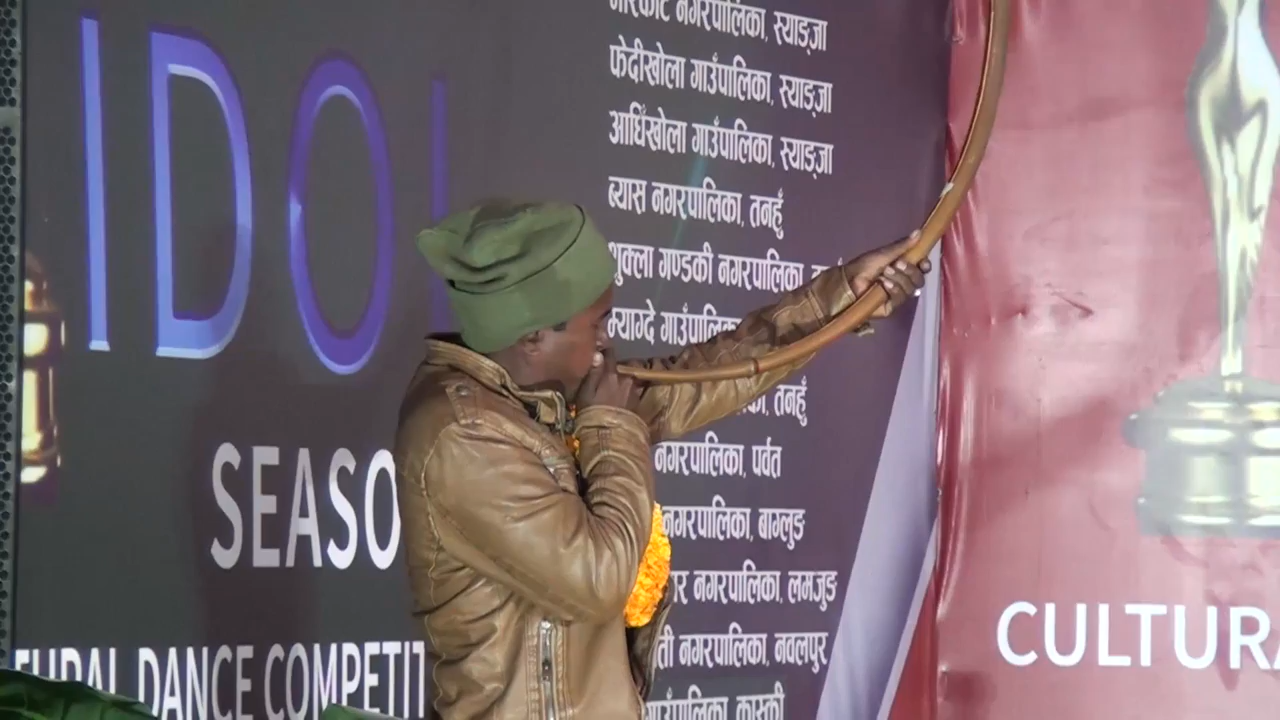 IDOL
SEASO
DANCE COMPETIT
नगरपालिका, स्याङ्जा
फेदीखोला गाउँपालिका, स्याङ्जा
आँधिखोला गाउँपालिका, स्याङ्जा
ब्यास नगरपालिका, तनहुँ
शुक्ला गण्डकी नगरपालिका,
म्याग्दे गाउँपालिका
तनहुँ
नगरपालिका, पर्वत
नगरपालिका, बाग्लुङ
नगरपालिका, लमजुङ
नगरपालिका, नवलपुर
गाउँपालिका, कास्की
CULTURA